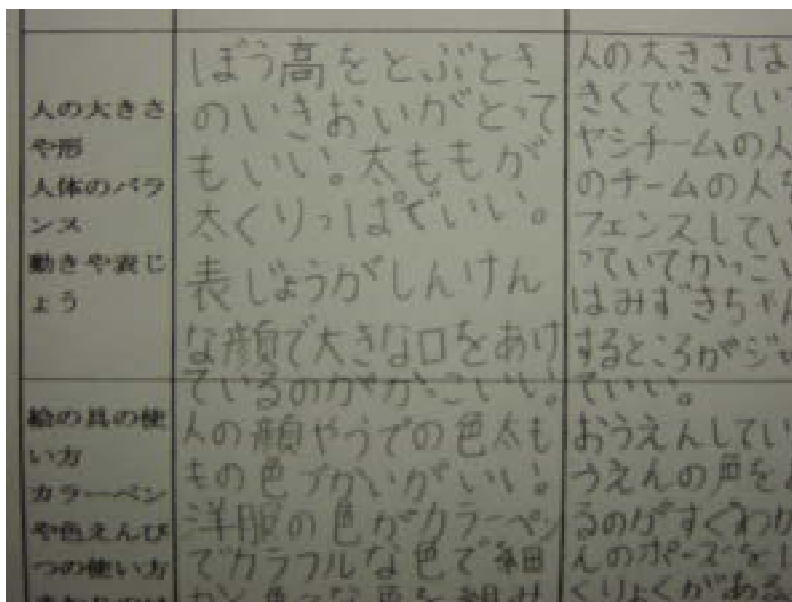 人の大きさ
や形
人体のバラ
ンス
動きや表じ
ょう
ぼう高をとぶとき
のいきおいがとって
もいい。太ももが
太くりっぱでいい。
表じょうがしんけん
な顔で大きな口をあけ
ているのがかっこいい。
人の大きさは
きくできてい
ヤシチームの人
のチームの人
フェンスしてい
っていてかっこい
はみずきちゃん
するところがジ
ていい。
絵の具の使
い方
カラーペン
や色えんぴ
つの使い方
人の顔やうでの色太も
もの色づかいがいい。
洋服の色がカラーペン
でカラフルな色で細
おうえんしてい
うえんの声を
るのがすぐわか
んのポーズを
くりょくがある